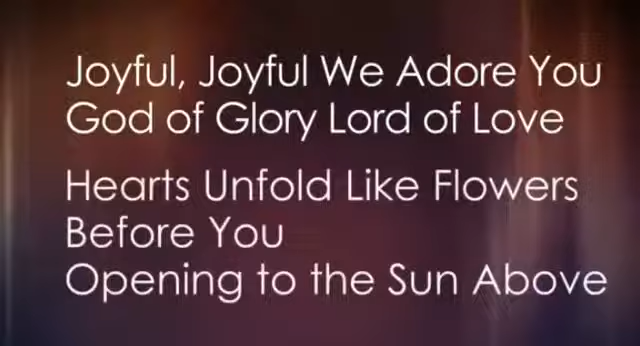 Joyful, Joyful We Adore You
God of Glory Lord of Love
Hearts Unfold Like Flowers
Before You
Opening to the Sun Above